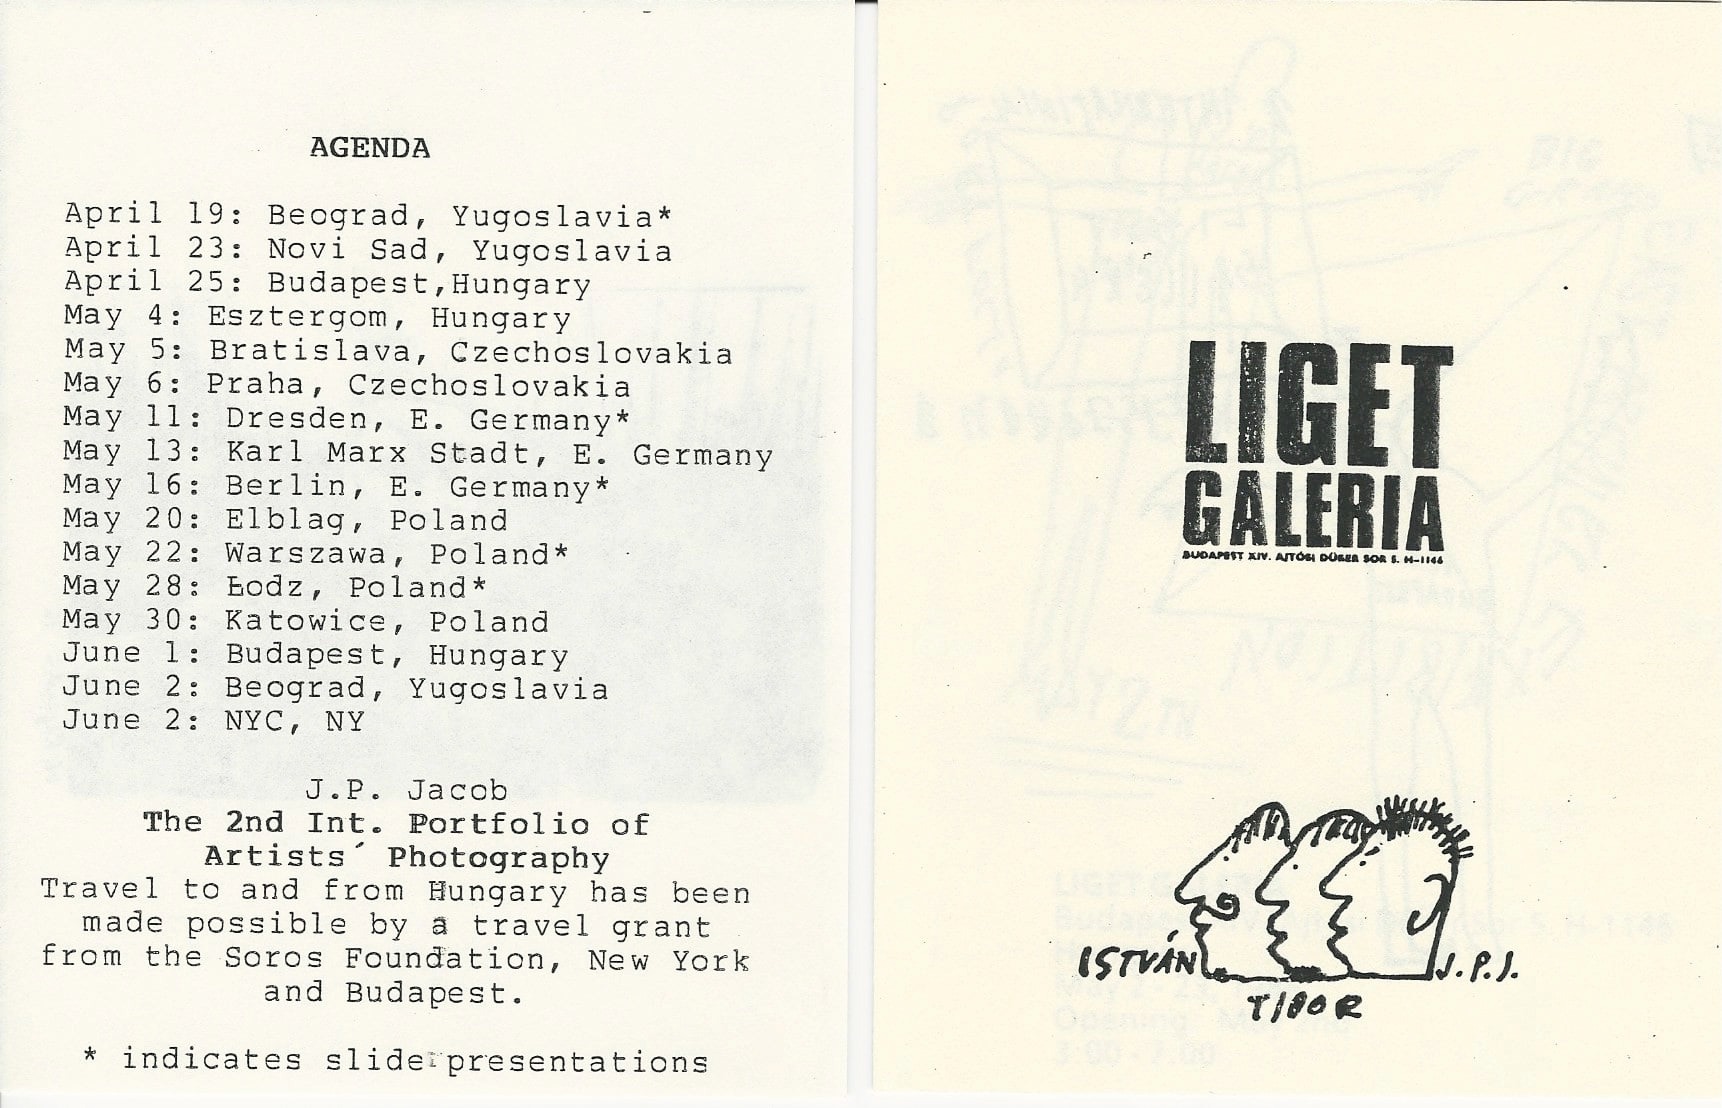 AGENDA
April 19: Beograd, Yugoslavia*
April 23: Novi Sad, Yugoslavia
April 25: Budapest,Hungary
May 4: Esztergom, Hungary
May 5: Bratislava, Czechoslovakia
May 6: Praha, Czechoslovakia
May 11: Dresden, E. Germany*
May 13: Karl Marx Stadt, E. Germany
May 16: Berlin, E. Germany*
May 20: Elblag, Poland
May 22: Warszawa, Poland*
May 28: Łodz, Poland*
May 30: Katowice, Poland
June 1: Budapest, Hungary
June 2: Beograd, Yugoslavia
June 2: NYC, NY
J.P. Jacob
The 2nd Int. Portfolio of
Artists´ Photography
Travel to and from Hungary has been
made possible by a travel grant
from the Soros Foundation, New York
and Budapest.
* indicates slide presentations
LIGET
GALERIA
BUDAPEST XIV. AJTÓSI DÜRER SOR 5. H-1146
ISTVÁN
J.P.J.
TIBOR